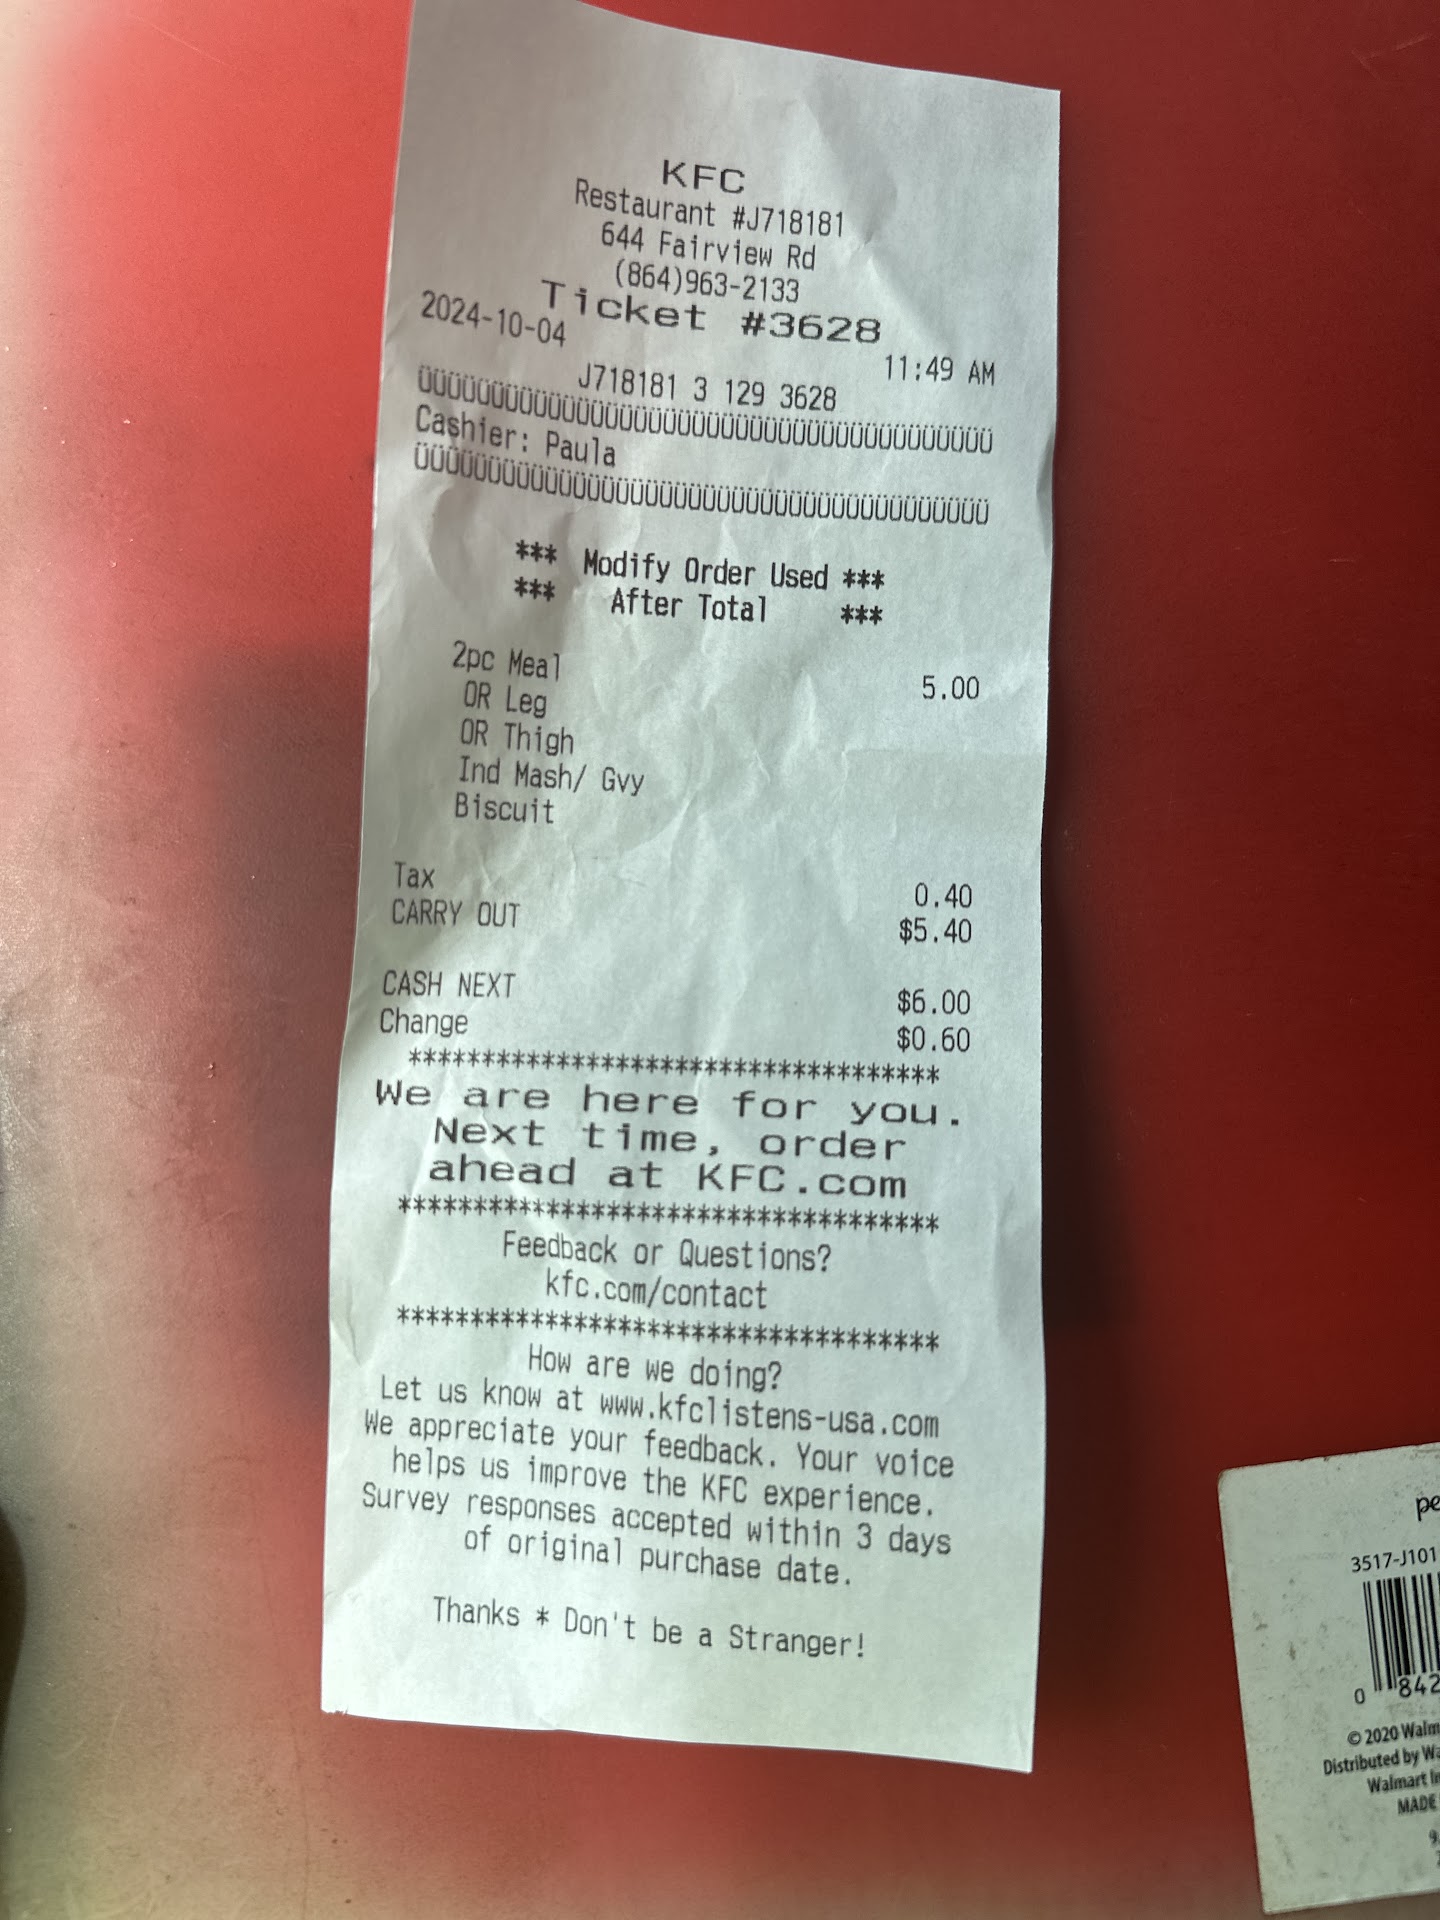 KFC
Restaurant #J718181
644 Fairview Rd
(864)963-2133
Ticket #3628
2024-10-04 11:49 AM
J718181 3 129 3628
ÜÜÜÜÜÜÜÜÜÜÜÜÜÜÜÜÜÜÜÜÜÜÜÜÜÜÜÜÜÜÜÜÜÜÜÜÜÜÜÜ
Cashier: Paula
ÜÜÜÜÜÜÜÜÜÜÜÜÜÜÜÜÜÜÜÜÜÜÜÜÜÜÜÜÜÜÜÜÜÜÜÜÜÜÜÜ
*** Modify Order Used ***
*** After Total ***
2pc Meal 5.00
OR Leg
OR Thigh
Ind Mash/ Gvy
Biscuit
Tax 0.40
CARRY OUT $5.40
CASH NEXT $6.00
Change $0.60
************************************
We are here for you.
Next time, order
ahead at KFC.com
************************************
Feedback or Questions?
kfc.com/contact
************************************
How are we doing?
Let us know at www.kfclistens-usa.com
We appreciate your feedback. Your voice
helps us improve the KFC experience.
Survey responses accepted within 3 days
of original purchase date.
Thanks * Don't be a Stranger!
pe
3517-J101
0 842
© 2020 Walm
Distributed by Wa
Walmart In
MADE